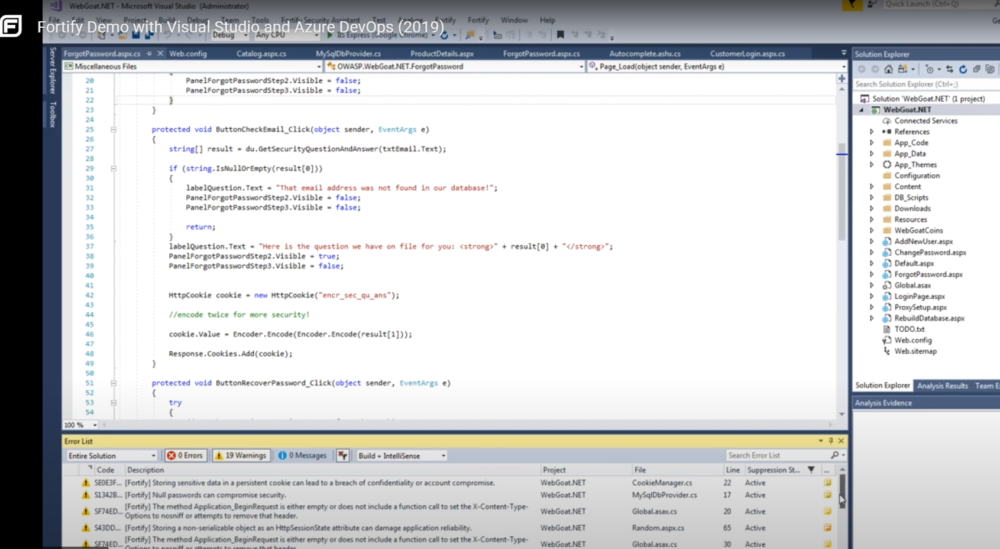 WebGoat.NET - Microsoft Visual Studio (Administrator)
Quick Launch (Ctrl+Q)
File Edit View Project Build Debug Team Tools Fortify Security Assistant Test Analyze Fortify Fortify Window Help
Fortify Demo with Visual Studio and Azure DevOps (2019)
Debug Any CPU IIS Express (Google Chrome)
Server Explorer
Toolbox
ForgotPassword.aspx.cs Web.config Catalog.aspx.cs MySqlDbProvider.cs ProductDetails.aspx ForgotPassword.aspx.cs Autocomplete.ashx.cs CustomerLogin.aspx.cs
Miscellaneous Files OWASP.WebGoat.NET.ForgotPassword Page_Load(object sender, EventArgs e)
20 PanelForgotPasswordStep2.Visible = false;
21 PanelForgotPasswordStep3.Visible = false;
22 }
23 }
24
25 protected void ButtonCheckEmail_Click(object sender, EventArgs e)
26 {
27 string[] result = du.GetSecurityQuestionAndAnswer(txtEmail.Text);
28
29 if (string.IsNullOrEmpty(result[0]))
30 {
31 labelQuestion.Text = "That email address was not found in our database!";
32 PanelForgotPasswordStep2.Visible = false;
33 PanelForgotPasswordStep3.Visible = false;
34
35 return;
36 }
37 labelQuestion.Text = "Here is the question we have on file for you: <strong>" + result[0] + "</strong>";
38 PanelForgotPasswordStep2.Visible = true;
39 PanelForgotPasswordStep3.Visible = false;
40
41
42 HttpCookie cookie = new HttpCookie("encr_sec_qu_ans");
43
44 //encode twice for more security!
45
46 cookie.Value = Encoder.Encode(Encoder.Encode(result[1]));
47
48 Response.Cookies.Add(cookie);
49 }
50
51 protected void ButtonRecoverPassword_Click(object sender, EventArgs e)
52 {
53 try
54 {
100 %
Solution Explorer
Search Solution Explorer (Ctrl+;)
Solution 'WebGoat.NET' (1 project)
WebGoat.NET
Connected Services
References
App_Code
App_Data
App_Themes
Configuration
Content
DB_Scripts
Downloads
Resources
WebGoatCoins
AddNewUser.aspx
ChangePassword.aspx
Default.aspx
ForgotPassword.aspx
Global.asax
LoginPage.aspx
ProxySetup.aspx
RebuildDatabase.aspx
TODO.txt
Web.config
Web.sitemap
Solution Explorer Analysis Results Team E
Analysis Evidence
Error List
Entire Solution 0 Errors 19 Warnings 0 Messages Build + IntelliSense Search Error List
Code Description Project File Line Suppression St...
SE0E3F... [Fortify] Storing sensitive data in a persistent cookie can lead to a breach of confidentiality or account compromise. WebGoat.NET CookieManager.cs 22 Active
S1342B... [Fortify] Null passwords can compromise security. WebGoat.NET MySqlDbProvider.cs 17 Active
SF74ED... [Fortify] The method Application_BeginRequest is either empty or does not include a function call to set the X-Content-Type-
Options to nosniff or attempts to remove that header. WebGoat.NET Global.asax.cs 20 Active
S43DD... [Fortify] Storing a non-serializable object as an HttpSessionState attribute can damage application reliability. WebGoat.NET Random.aspx.cs 65 Active
SF74ED... [Fortify] The method Application_BeginRequest is either empty or does not include a function call to set the X-Content-Type-
Options to nosniff or attempts to remove that header. WebGoat.NET Global.asax.cs 30 Active